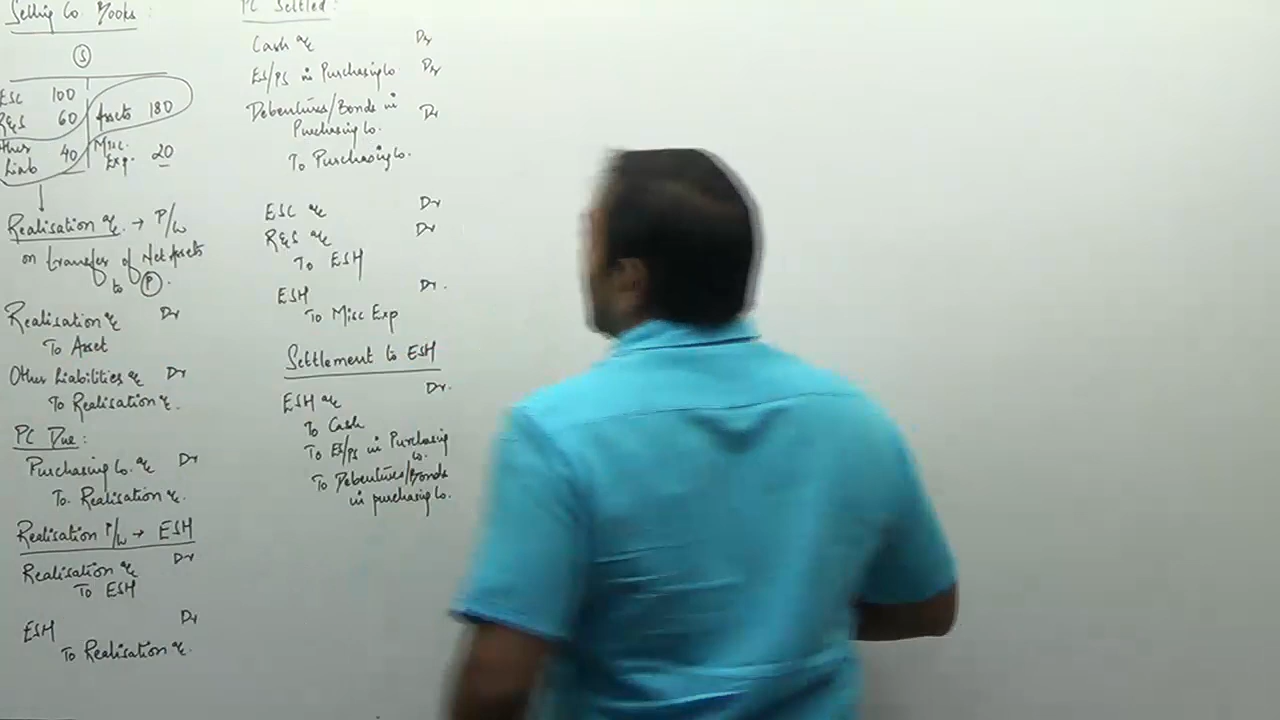 Selling Co Books:
S
ESC 100
R&S 60 Assets 180
Other Liab 40 Misc. Exp. 20
Realisation a/c. → P/L
on transfer of Net Assets
to P.
Realisation a/c Dr
To Asset
Other Liabilities a/c Dr
To Realisation a/c.
PC Due:
Purchasing Co. a/c Dr
To Realisation a/c.
Realisation P/L → ESH
Realisation a/c Dr
To ESH
ESH Dr
To Realisation a/c.
PC Settled:
Cash a/c Dr
ES/PS in Purchasing Co Dr
Debentures/Bonds in Dr
Purchasing Co.
To Purchasing Co.
ESC a/c Dr
R&S a/c Dr
To ESH
ESH Dr.
To Misc Exp
Settlement to ESH
ESH a/c Dr.
To Cash
To ES/PS in Purchasing
Co.
To Debentures/Bonds
in purchasing Co.